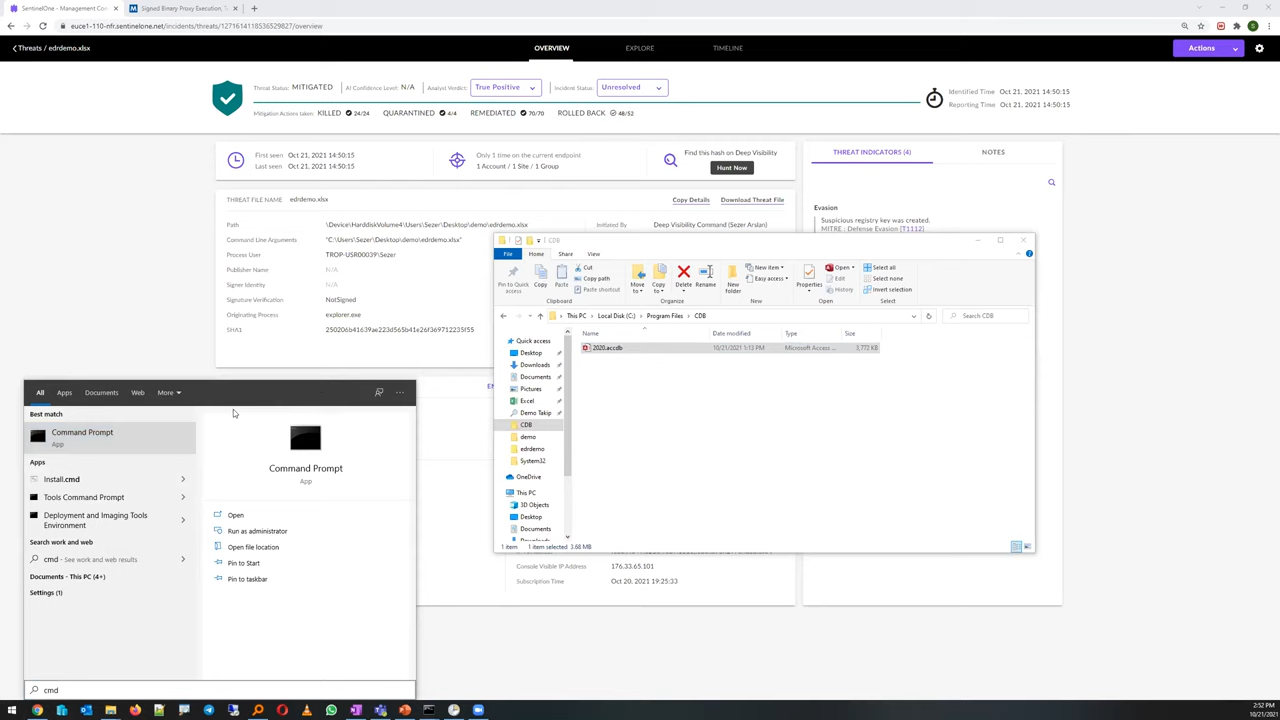 SentinelOne - Management Con
Signed Binary Proxy Execution, T
euce1-110-nfr.sentinelone.net/incidents/threats/1271614118536529827/overview
Threats / edrdemo.xlsx
OVERVIEW
EXPLORE
TIMELINE
Actions
Threat Status: MITIGATED
AI Confidence Level: N/A
Analyst Verdict: True Positive
Incident Status: Unresolved
Mitigation Actions taken: KILLED 24/24 QUARANTINED 4/4 REMEDIATED 70/70 ROLLED BACK 48/52
Identified Time Oct 21, 2021 14:50:15
Reporting Time Oct 21, 2021 14:50:15
First seen Oct 21, 2021 14:50:15
Last seen Oct 21, 2021 14:50:15
Only 1 time on the current endpoint
1 Account / 1 Site / 1 Group
Find this hash on Deep Visibility
Hunt Now
THREAT INDICATORS (4)
NOTES
Evasion
Suspicious registry key was created.
MITRE : Defense Evasion [T1112]
THREAT FILE NAME edrdemo.xlsx
Copy Details
Download Threat File
Path \Device\HarddiskVolume4\Users\Sezer\Desktop\demo\edrdemo.xlsx
Command Line Arguments "C:\Users\Sezer\Desktop\demo\edrdemo.xlsx"
Process User TROP-USR00039\Sezer
Publisher Name N/A
Signer Identity N/A
Signature Verification NotSigned
Originating Process explorer.exe
SHA1 250206b41639ae223d565b41e26f369712235f55
Initiated By Deep Visibility Command (Sezer Arslan)
EN
Console Visible IP Address 176.33.65.101
Subscription Time Oct 20, 2021 19:25:33
CDB
File
Home
Share
View
Pin to Quick access
Copy
Paste
Cut
Copy path
Paste shortcut
Clipboard
Move to
Copy to
Delete
Rename
Organize
New folder
New item
Easy access
New
Properties
Open
Edit
History
Open
Select all
Select none
Invert selection
Select
This PC
Local Disk (C:)
Program Files
CDB
Search CDB
Name
Date modified
Type
Size
2020.accdb
10/21/2021 1:13 PM
Microsoft Access ...
3,772 KB
Quick access
Desktop
Downloads
Documents
Pictures
Excel
Demo Takip
CDB
demo
edrdemo
System32
OneDrive
This PC
3D Objects
Desktop
Documents
1 item
1 item selected 3.68 MB
All
Apps
Documents
Web
More
Best match
Command Prompt
App
Apps
Install.cmd
Tools Command Prompt
Deployment and Imaging Tools
Environment
Search work and web
cmd - See work and web results
Documents - This PC (4+)
Settings (1)
Command Prompt
App
Open
Run as administrator
Open file location
Pin to Start
Pin to taskbar
cmd
2:52 PM
10/21/2021